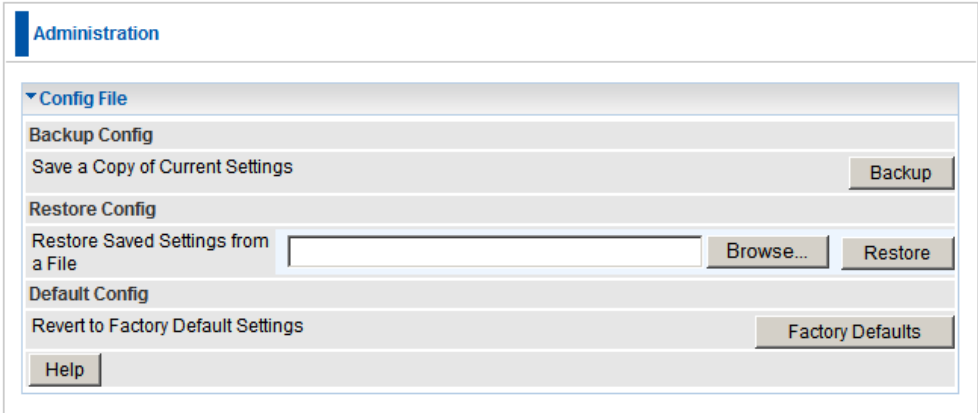 Administration
Config File
Backup Config
Save a Copy of Current Settings
Backup
Restore Config
Restore Saved Settings from
a File
Browse...
Restore
Default Config
Revert to Factory Default Settings
Factory Defaults
Help